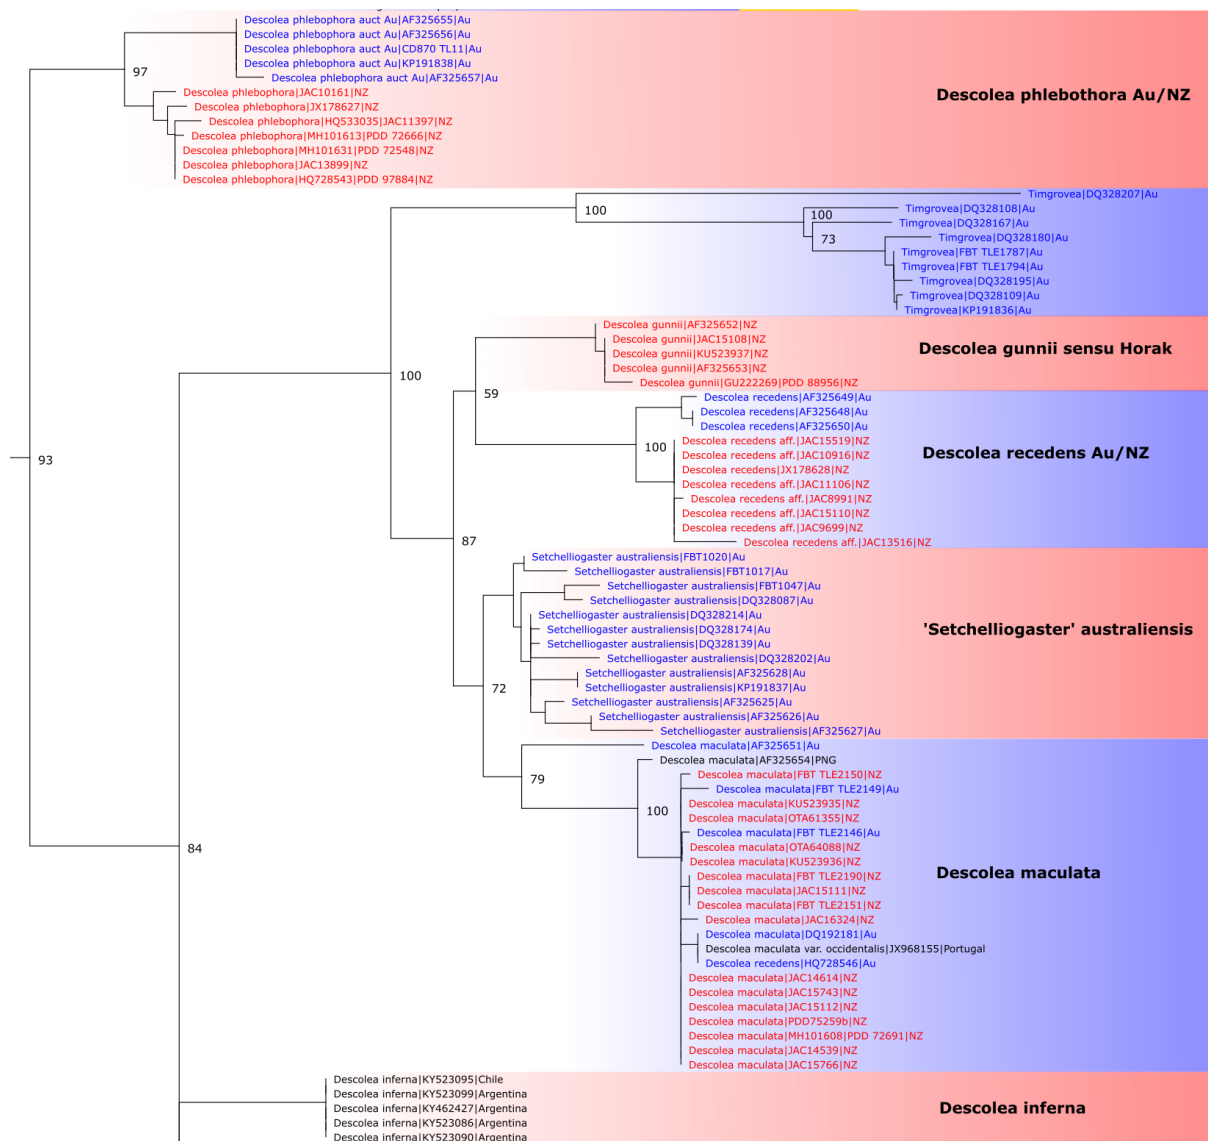 Descolea phlebophora auct Au|AF325655|Au
Descolea phlebophora auct Au|AF325656|Au
Descolea phlebophora auct Au|CD870 TL11|Au
Descolea phlebophora auct Au|KP191838|Au
Descolea phlebophora auct Au|AF325657|Au
97
Descolea phlebophora|JAC10161|NZ
Descolea phlebothora Au/NZ
Descolea phlebophora|JX178627|NZ
Descolea phlebophora|HQ533035|JAC11397|NZ
Descolea phlebophora|MH101613|PDD 72666|NZ
Descolea phlebophora|MH101631|PDD 72548|NZ
Descolea phlebophora|JAC13899|NZ
Descolea phlebophora|HQ728543|PDD 97884|NZ
Timgrovea|DQ328207|Au
100
Timgrovea|DQ328108|Au
100
Timgrovea|DQ328167|Au
73
Timgrovea|DQ328180|Au
Timgrovea|FBT TLE1787|Au
Timgrovea|FBT TLE1794|Au
Timgrovea|DQ328195|Au
Timgrovea|DQ328109|Au
Timgrovea|KP191836|Au
Descolea gunnii|AF325652|NZ
Descolea gunnii|JAC15108|NZ
Descolea gunnii sensu Horak
Descolea gunnii|KU523937|NZ
Descolea gunnii|AF325653|NZ
100
Descolea gunnii|GU222269|PDD 88956|NZ
59
Descolea recedens|AF325649|Au
Descolea recedens|AF325648|Au
Descolea recedens|AF325650|Au
Descolea recedens aff.|JAC15519|NZ
100
Descolea recedens aff.|JAC10916|NZ
Descolea recedens Au/NZ
93
Descolea recedens|JX178628|NZ
Descolea recedens aff.|JAC11106|NZ
Descolea recedens aff.|JAC8991|NZ
Descolea recedens aff.|JAC15110|NZ
Descolea recedens aff.|JAC9699|NZ
Descolea recedens aff.|JAC13516|NZ
87
Setchelliogaster australiensis|FBT1020|Au
Setchelliogaster australiensis|FBT1017|Au
Setchelliogaster australiensis|FBT1047|Au
Setchelliogaster australiensis|DQ328087|Au
Setchelliogaster australiensis|DQ328214|Au
Setchelliogaster australiensis|DQ328174|Au
'Setchelliogaster' australiensis
Setchelliogaster australiensis|DQ328139|Au
Setchelliogaster australiensis|DQ328202|Au
Setchelliogaster australiensis|AF325628|Au
72
Setchelliogaster australiensis|KP191837|Au
Setchelliogaster australiensis|AF325625|Au
Setchelliogaster australiensis|AF325626|Au
Setchelliogaster australiensis|AF325627|Au
Descolea maculata|AF325651|Au
Descolea maculata|AF325654|PNG
79
Descolea maculata|FBT TLE2150|NZ
Descolea maculata|FBT TLE2149|Au
Descolea maculata|KU523935|NZ
100
Descolea maculata|OTA61355|NZ
Descolea maculata|FBT TLE2146|Au
84
Descolea maculata|OTA64088|NZ
Descolea maculata|KU523936|NZ
Descolea maculata|FBT TLE2190|NZ
Descolea maculata
Descolea maculata|JAC15111|NZ
Descolea maculata|FBT TLE2151|NZ
Descolea maculata|JAC16324|NZ
Descolea maculata|DQ192181|Au
Descolea maculata var. occidentalis|JX968155|Portugal
Descolea recedens|HQ728546|Au
Descolea maculata|JAC14614|NZ
Descolea maculata|JAC15743|NZ
Descolea maculata|JAC15112|NZ
Descolea maculata|PDD75259b|NZ
Descolea maculata|MH101608|PDD 72691|NZ
Descolea maculata|JAC14539|NZ
Descolea maculata|JAC15766|NZ
Descolea inferna|KY523095|Chile
Descolea inferna|KY523099|Argentina
Descolea inferna|KY462427|Argentina
Descolea inferna
Descolea inferna|KY523086|Argentina
Descolea inferna|KY523090|Argentina